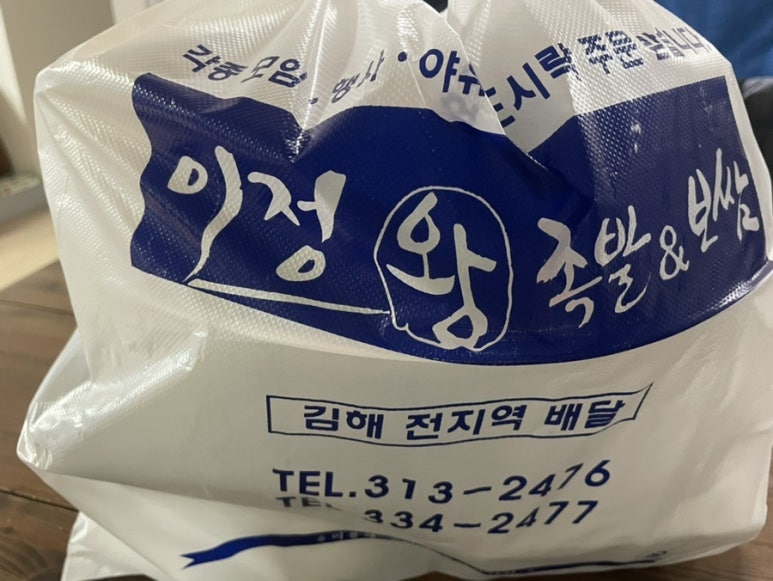 각종모임 · 행사 · 야유회 도시락 주문 받습니다
이정 왕 족발 & 보쌈
김해 전지역 배달
TEL.313-2476
TEL.334-2477